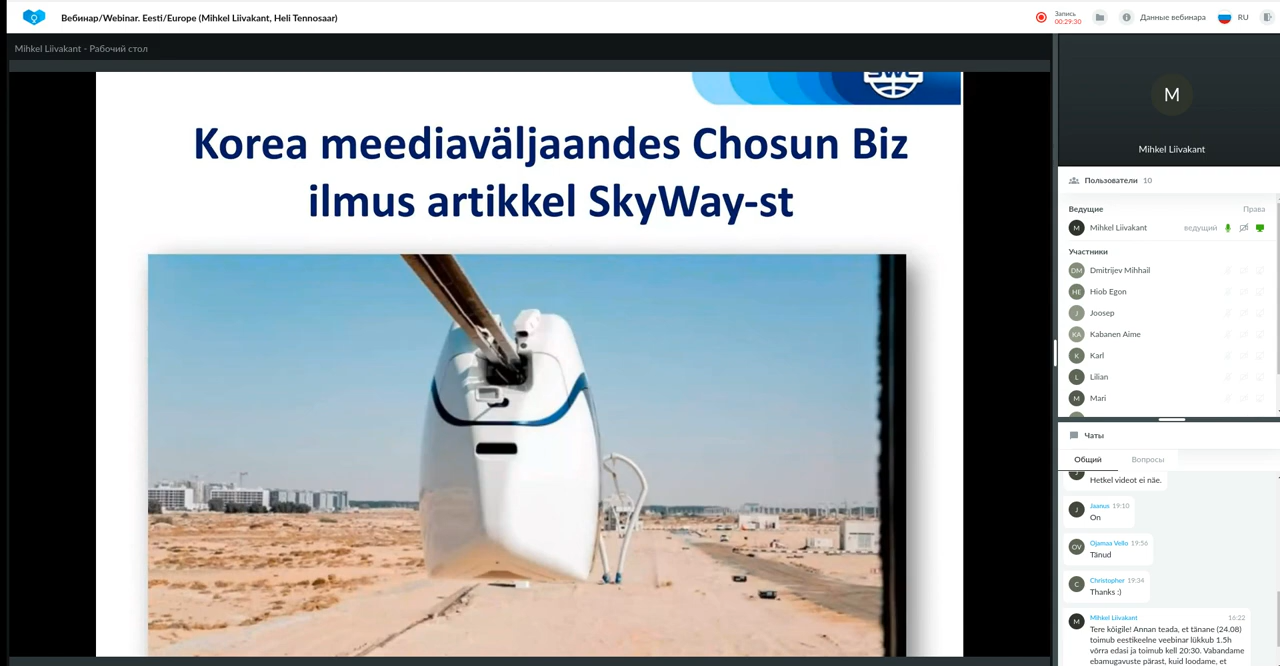 Вебинар/Webinar. Eesti/Europe (Mihkel Liivakant, Heli Tennosaar)
Запись
00:29:30
Данные вебинара
RU
Mihkel Liivakant - Рабочий стол
SWC
Korea meediaväljaandes Chosun Biz
ilmus artikkel SkyWay-st
M
Mihkel Liivakant
Пользователи 10
Ведущие Права
M Mihkel Liivakant ведущий
Участники
DM Dmitrijev Mihhail
HE Hiob Egon
J Joosep
KA Kabanen Aime
K Karl
L Lilian
M Mari
Чаты
Общий Вопросы
J Hetkel videot ei näe.
J Jaanus 19:10
On
OV Ojamaa Vello 19:56
Tänud
C Christopher 19:34
Thanks :)
M Mihkel Liivakant 16:22
Tere kõigile! Annan teada, et tänane (24.08)
toimub eestikeelne veebinar lükkub 1.5h
võrra edasi ja toimub kell 20:30. Vabandame
ebamugavuste pärast, kuid loodame, et